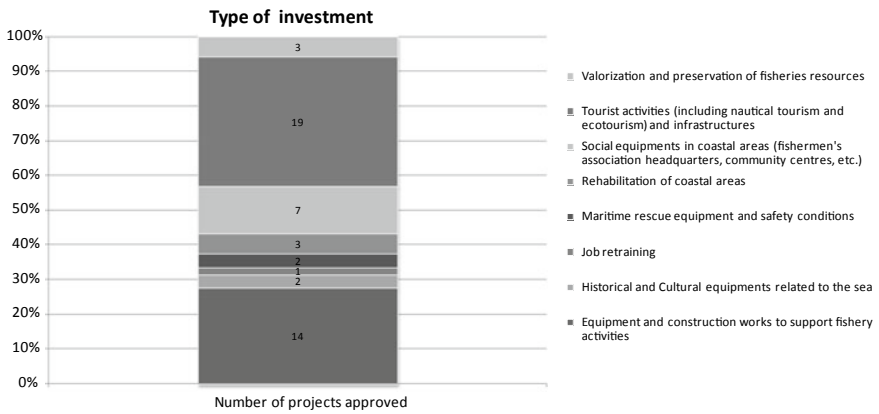 Type of investment
100%
90%
80%
70%
60%
50%
40%
30%
20%
10%
0%
3
19
7
3
2
1
2
14
Number of projects approved
Valorization and preservation of fisheries resources
Tourist activities (including nautical tourism and
ecotourism) and infrastructures
Social equipments in coastal areas (fishermen's
association headquarters, community centres, etc.)
Rehabilitation of coastal areas
Maritime rescue equipment and safety conditions
Job retraining
Historical and Cultural equipments related to the sea
Equipment and construction works to support fishery
activities